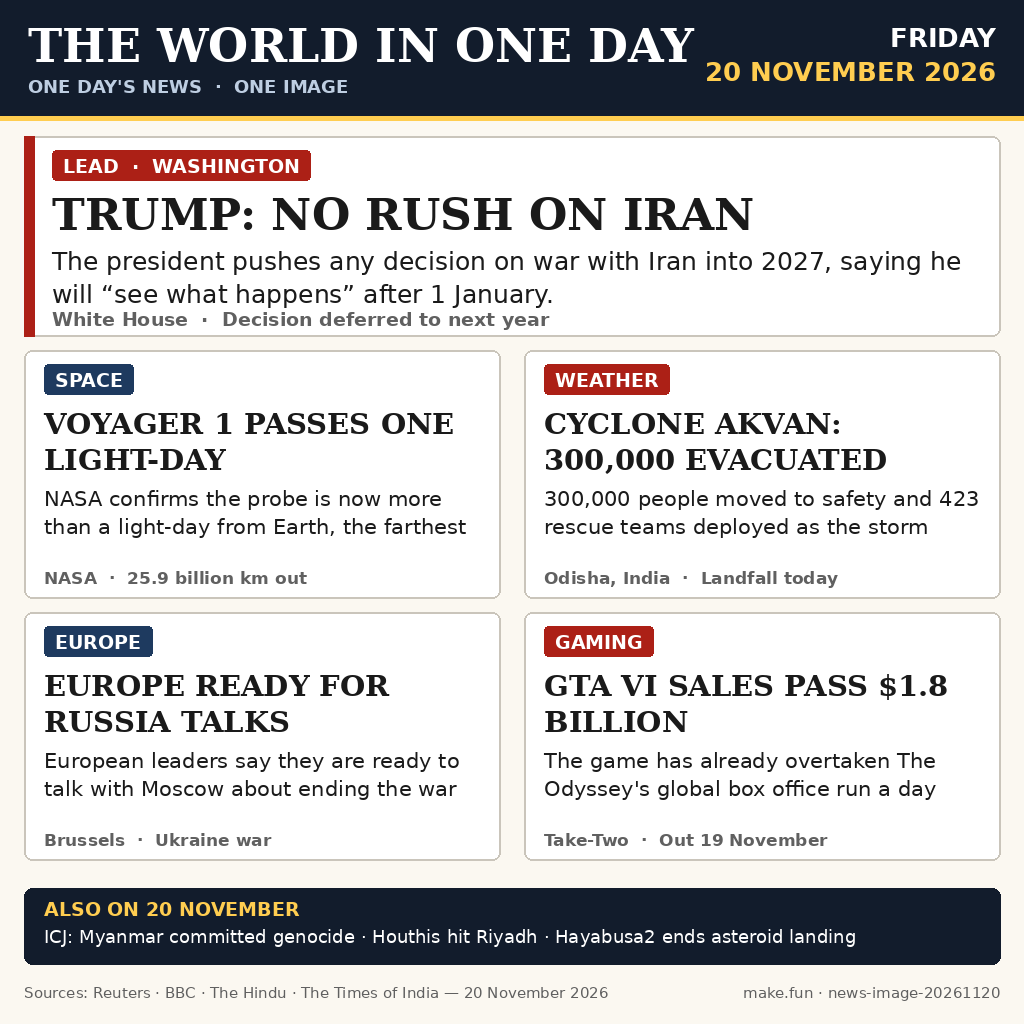 THE WORLD IN ONE DAY
ONE DAY'S NEWS · ONE IMAGE
FRIDAY
20 NOVEMBER 2026
LEAD · WASHINGTON
TRUMP: NO RUSH ON IRAN
The president pushes any decision on war with Iran into 2027, saying he
will “see what happens” after 1 January.
White House · Decision deferred to next year
SPACE
VOYAGER 1 PASSES ONE
LIGHT-DAY
NASA confirms the probe is now more
than a light-day from Earth, the farthest
NASA · 25.9 billion km out
WEATHER
CYCLONE AKVAN:
300,000 EVACUATED
300,000 people moved to safety and 423
rescue teams deployed as the storm
Odisha, India · Landfall today
EUROPE
EUROPE READY FOR
RUSSIA TALKS
European leaders say they are ready to
talk with Moscow about ending the war
Brussels · Ukraine war
GAMING
GTA VI SALES PASS $1.8
BILLION
The game has already overtaken The
Odyssey's global box office run a day
Take-Two · Out 19 November
ALSO ON 20 NOVEMBER
ICJ: Myanmar committed genocide · Houthis hit Riyadh · Hayabusa2 ends asteroid landing
Sources: Reuters · BBC · The Hindu · The Times of India — 20 November 2026
make.fun · news-image-20261120